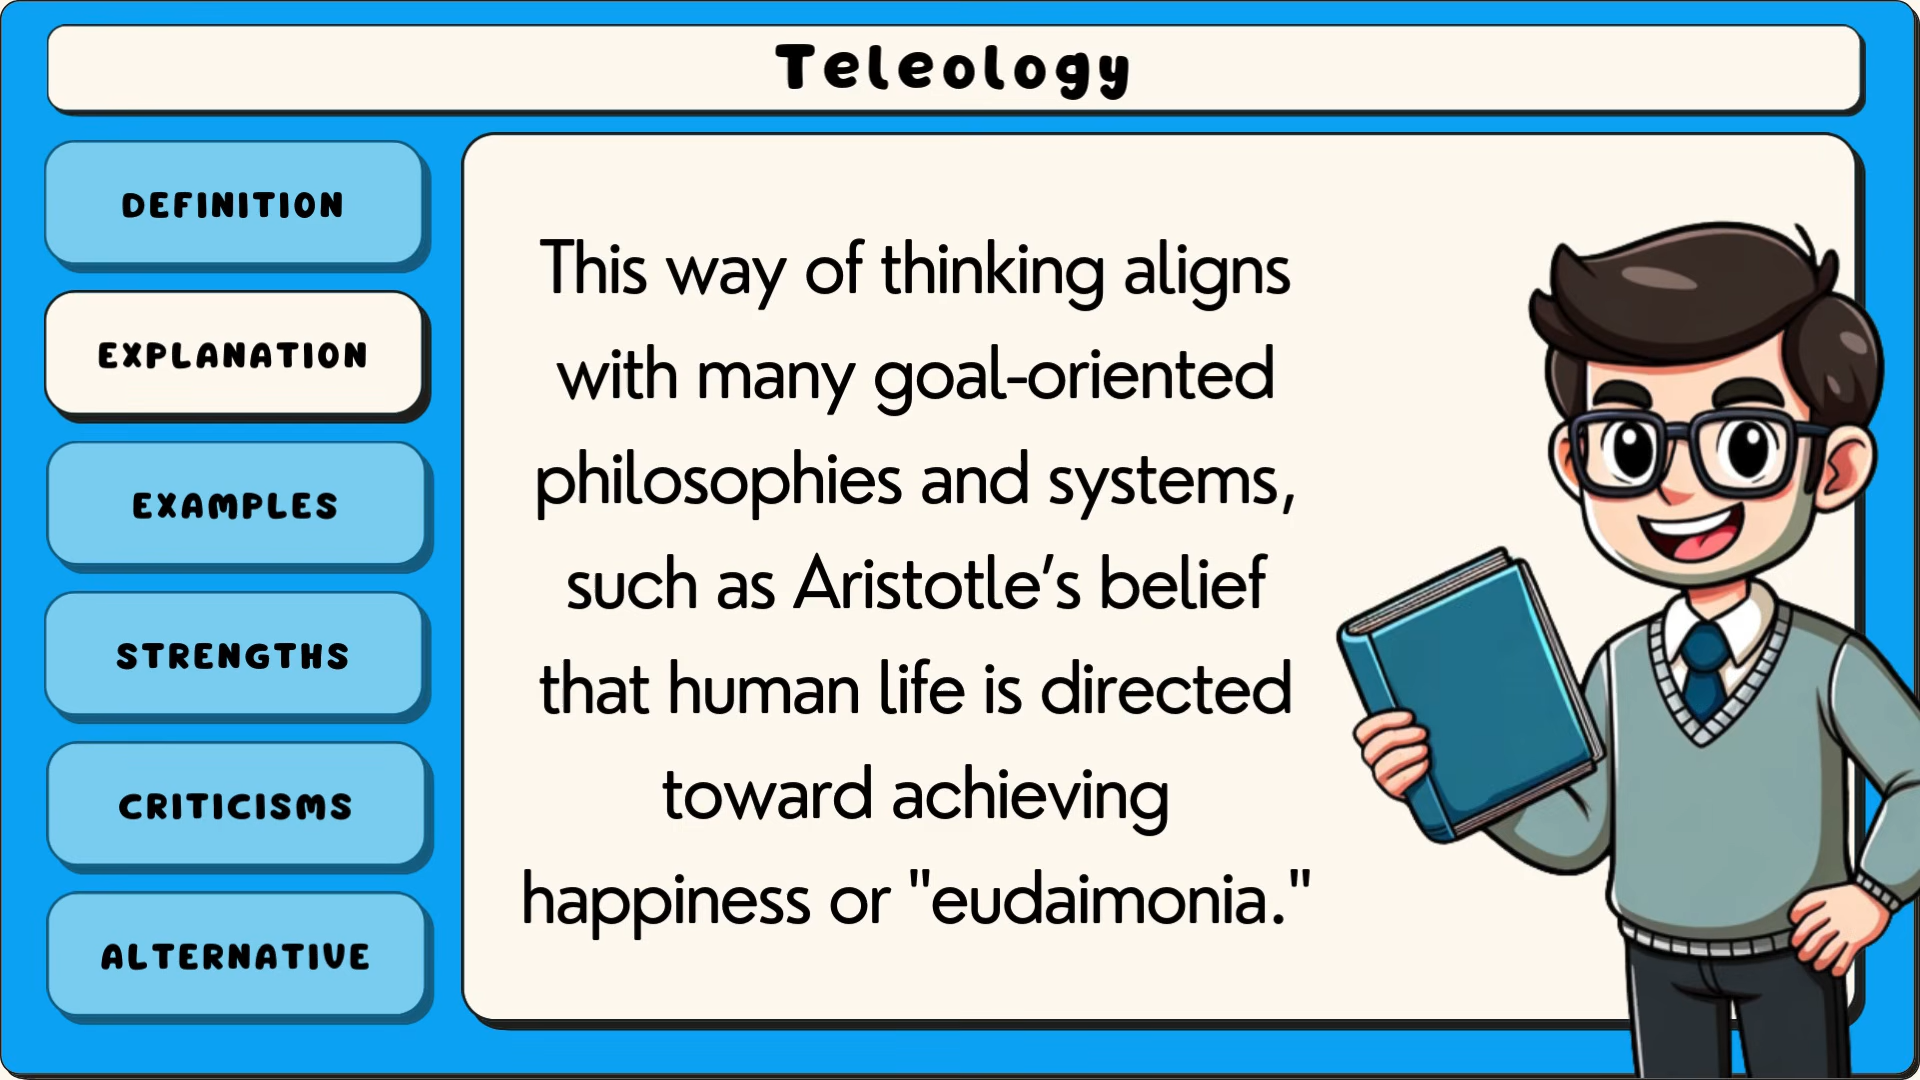 Teleology
DEFINITION
EXPLANATION
EXAMPLES
STRENGTHS
CRITICISMS
ALTERNATIVE
This way of thinking aligns
with many goal-oriented
philosophies and systems,
such as Aristotle’s belief
that human life is directed
toward achieving
happiness or "eudaimonia."